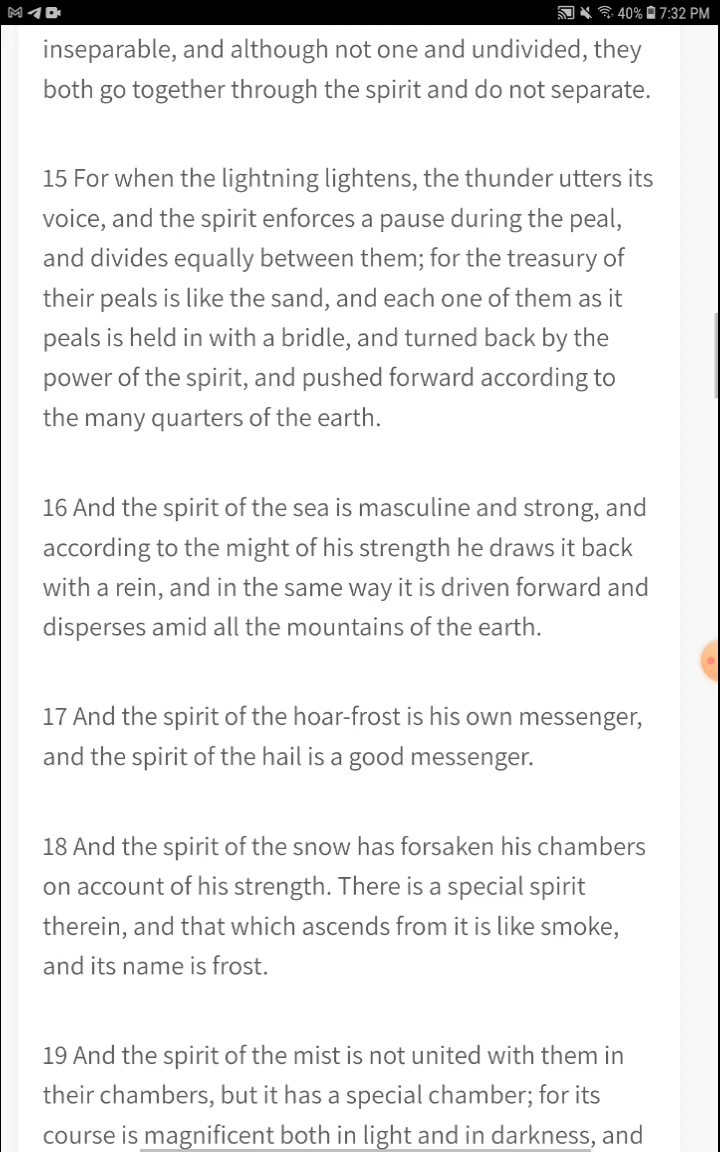 40% 7:32 PM
inseparable, and although not one and undivided, they
both go together through the spirit and do not separate.
15 For when the lightning lightens, the thunder utters its
voice, and the spirit enforces a pause during the peal,
and divides equally between them; for the treasury of
their peals is like the sand, and each one of them as it
peals is held in with a bridle, and turned back by the
power of the spirit, and pushed forward according to
the many quarters of the earth.
16 And the spirit of the sea is masculine and strong, and
according to the might of his strength he draws it back
with a rein, and in the same way it is driven forward and
disperses amid all the mountains of the earth.
17 And the spirit of the hoar-frost is his own messenger,
and the spirit of the hail is a good messenger.
18 And the spirit of the snow has forsaken his chambers
on account of his strength. There is a special spirit
therein, and that which ascends from it is like smoke,
and its name is frost.
19 And the spirit of the mist is not united with them in
their chambers, but it has a special chamber; for its
course is magnificent both in light and in darkness, and